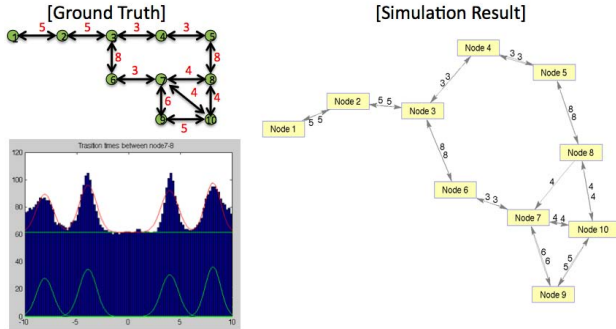 [Ground Truth]
[Simulation Result]
1 5 2 5 3 3 4 3 5
8 8
6 3 7 4 8
6 4 4
9 5 10
Trasition times between node7-8
120
100
80
60
40
20
0
-10 -5 0 5 10
Node 4
3 3
Node 5
3 3
Node 2
5 5
Node 3
Node 1
5 5
8 8
Node 8
8 8
Node 6
3 3
4
4 4
Node 7
4 4
Node 10
6 6
5 5
Node 9